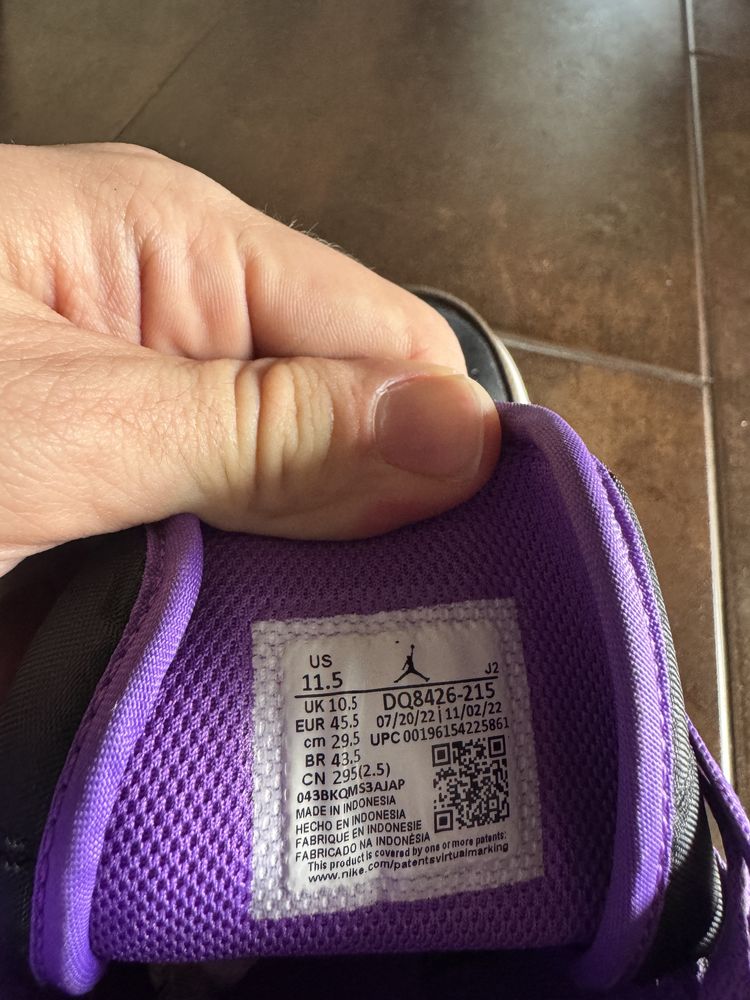 US
11.5
J2
UK 10.5
DQ8426-215
EUR 45.5
07/20/22 | 11/02/22
cm 29.5
UPC 00196154225861
BR 43.5
CN 295(2.5)
043BKQMS3AJAP
MADE IN INDONESIA
HECHO EN INDONESIA
FABRIQUE EN INDONESIE
FABRICADO NA INDONÉSIA
This product is covered by one or more patents:
www.nike.com/patentsvirtualmarking